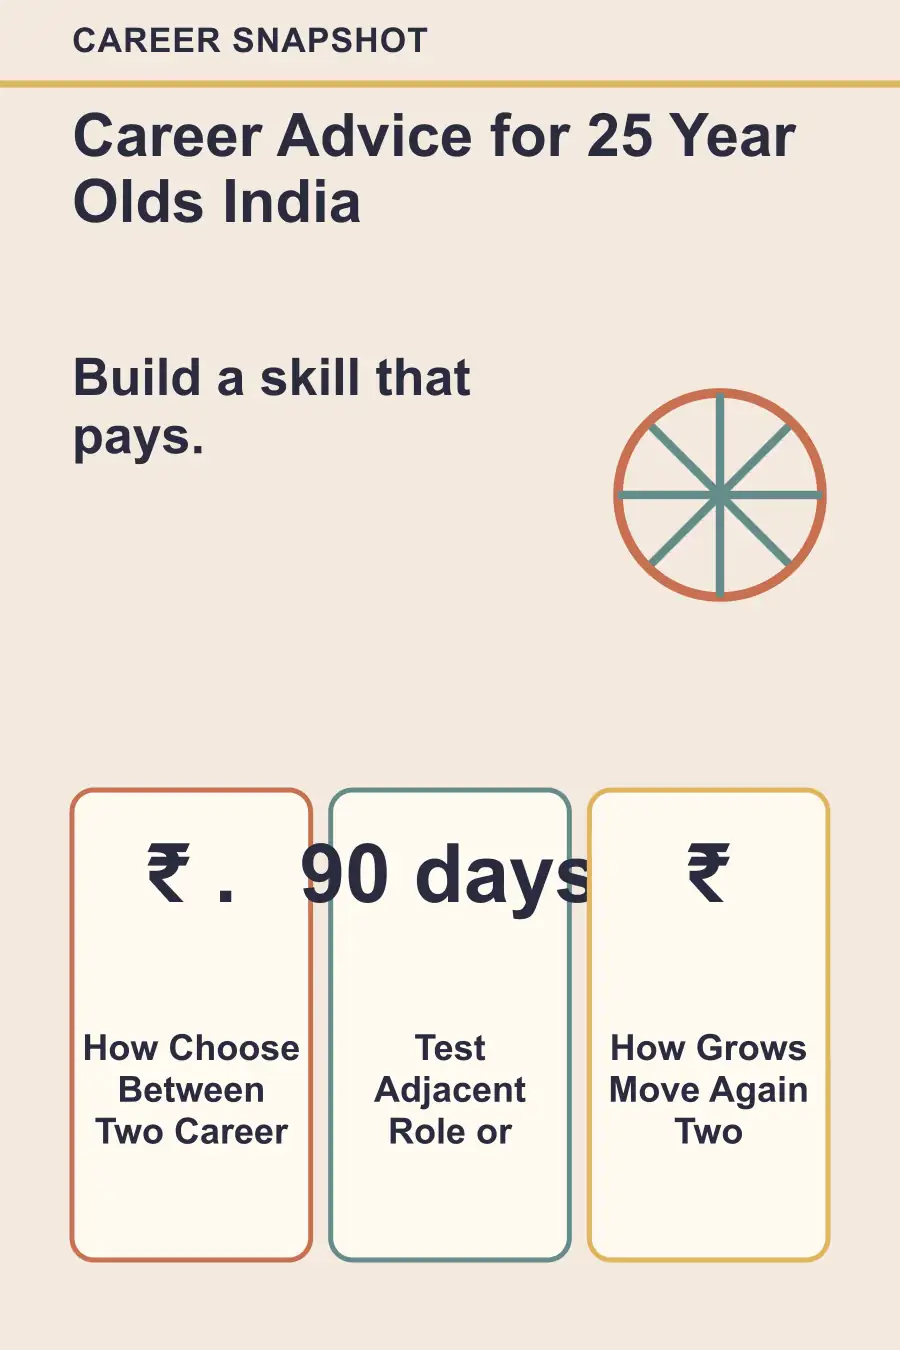 CAREER SNAPSHOT
Career Advice for 25 Year
Olds India
Build a skill that
pays.
₹ .
How Choose
Between
Two Career
90 days
Test
Adjacent
Role or
₹
How Grows
Move Again
Two